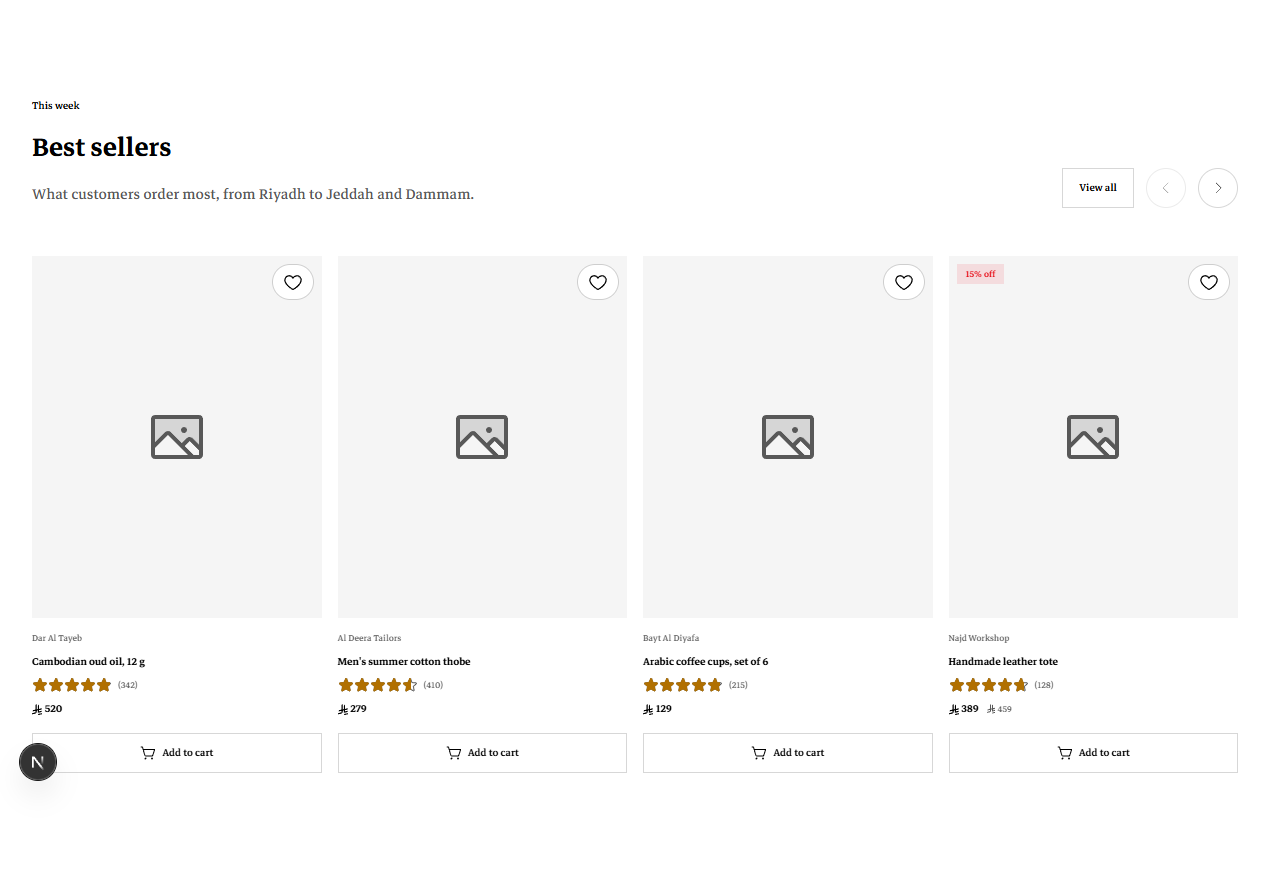 This week
Best sellers
What customers order most, from Riyadh to Jeddah and Dammam.
View all
15% off
Dar Al Tayeb
Cambodian oud oil, 12 g
(342)
⃁ 520
Add to cart
Al Deera Tailors
Men's summer cotton thobe
(410)
⃁ 279
Add to cart
Bayt Al Diyafa
Arabic coffee cups, set of 6
(215)
⃁ 129
Add to cart
Najd Workshop
Handmade leather tote
(128)
⃁ 389 ⃁ 459
Add to cart
N